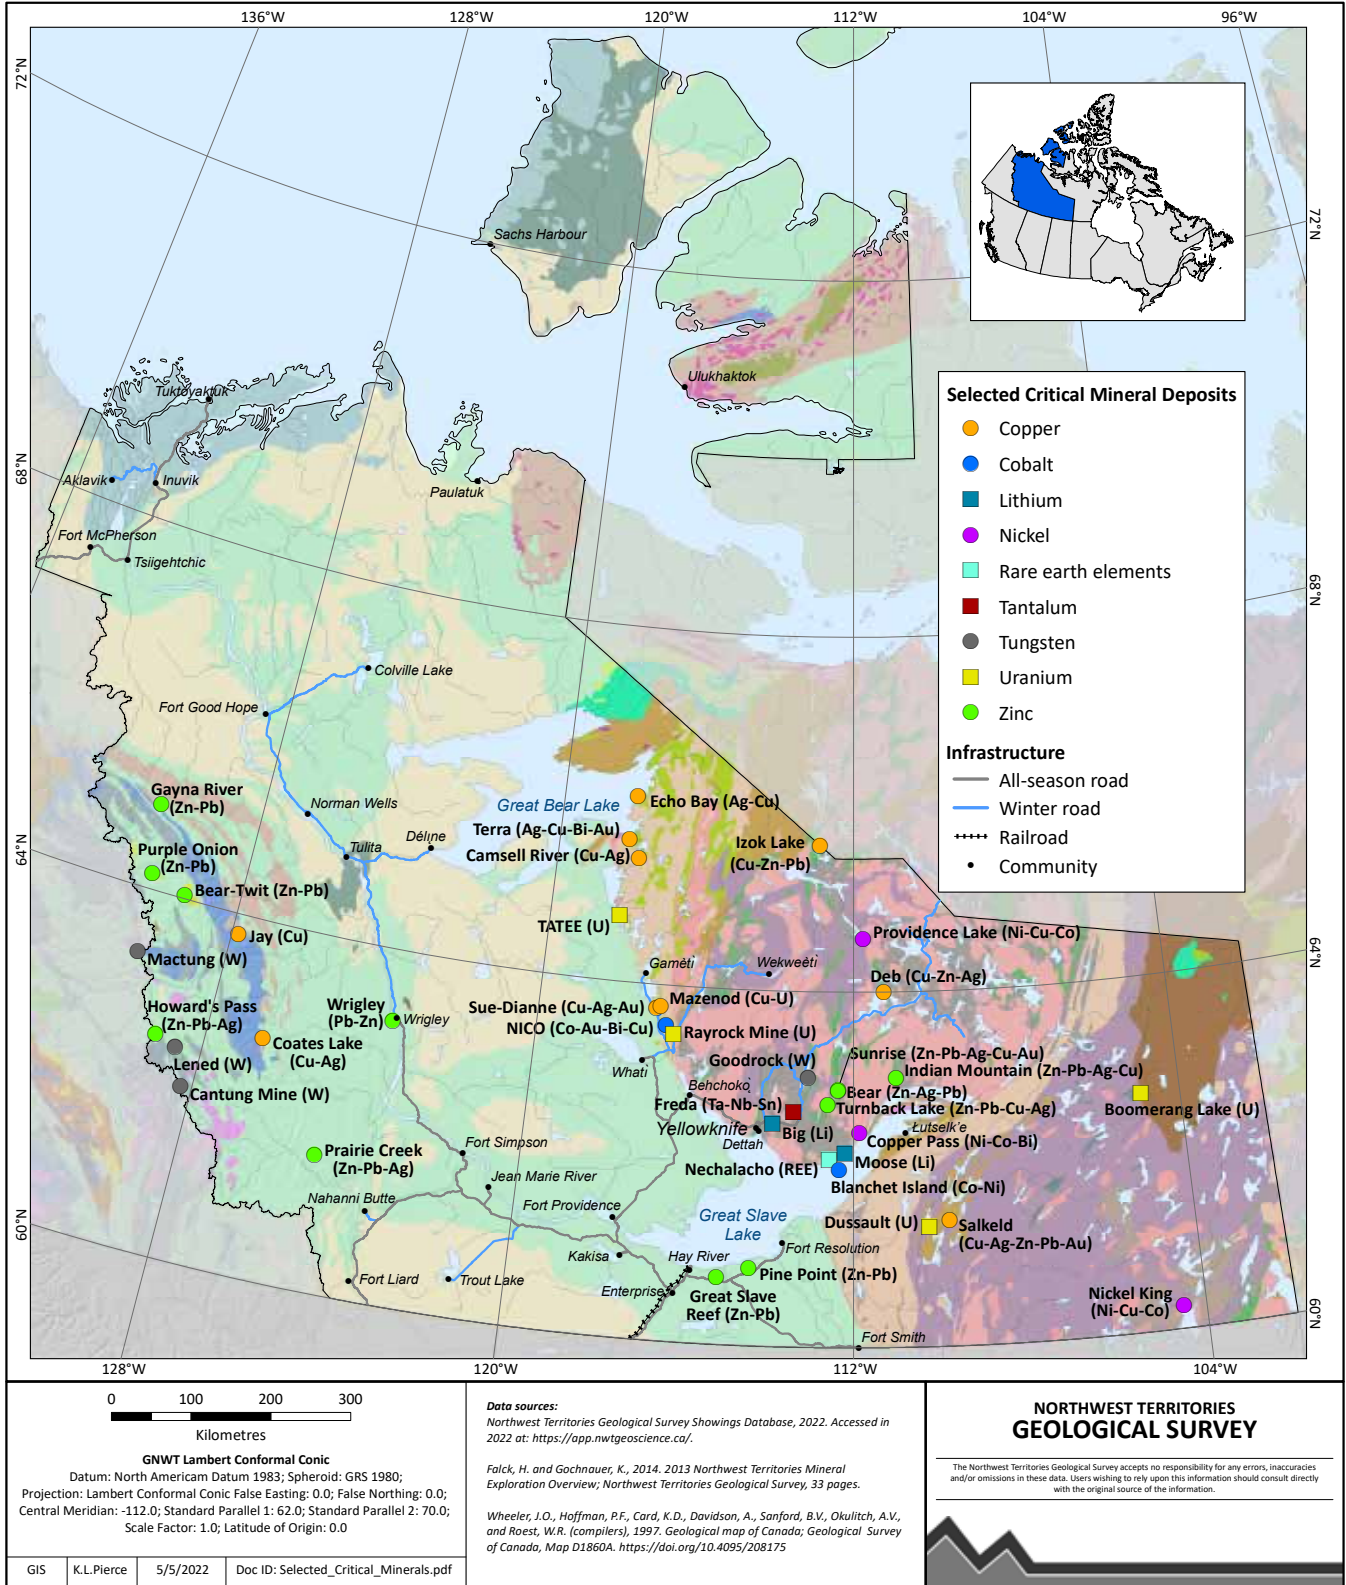 136°W
128°W
120°W
112°W
104°W
96°W
72°N
72°N
68°N
68°N
64°N
64°N
60°N
60°N
128°W
120°W
112°W
104°W
Sachs Harbour
Ulukhaktok
Tuktoyaktuk
Aklavik
Inuvik
Paulatuk
Fort McPherson
Tsiigehtchic
Colville Lake
Fort Good Hope
Norman Wells
Tulita
Délįne
Great Bear Lake
Gayna River
(Zn-Pb)
Purple Onion
(Zn-Pb)
Bear-Twit (Zn-Pb)
Jay (Cu)
Mactung (W)
Howard's Pass
(Zn-Pb-Ag)
Lened (W)
Cantung Mine (W)
Coates Lake
(Cu-Ag)
Wrigley
(Pb-Zn)
Wrigley
Prairie Creek
(Zn-Pb-Ag)
Echo Bay (Ag-Cu)
Terra (Ag-Cu-Bi-Au)
Camsell River (Cu-Ag)
Izok Lake
(Cu-Zn-Pb)
TATEE (U)
Providence Lake (Ni-Cu-Co)
Gamètì
Wekweètì
Deb (Cu-Zn-Ag)
Sue-Dianne (Cu-Ag-Au)
Mazenod (Cu-U)
NICO (Co-Au-Bi-Cu)
Rayrock Mine (U)
Goodrock (W)
Whatì
Sunrise (Zn-Pb-Ag-Cu-Au)
Indian Mountain (Zn-Pb-Ag-Cu)
Behchokǫ̀
Bear (Zn-Ag-Pb)
Freda (Ta-Nb-Sn)
Turnback Lake (Zn-Pb-Cu-Ag)
Boomerang Lake (U)
Yellowknife
Dettah
Big (Li)
Łutselk'e
Copper Pass (Ni-Co-Bi)
Nechalacho (REE)
Moose (Li)
Blanchet Island (Co-Ni)
Fort Simpson
Jean Marie River
Nahanni Butte
Fort Providence
Great Slave
Lake
Dussault (U)
Salkeld
(Cu-Ag-Zn-Pb-Au)
Kakisa
Hay River
Fort Resolution
Fort Liard
Trout Lake
Enterprise
Pine Point (Zn-Pb)
Great Slave
Reef (Zn-Pb)
Nickel King
(Ni-Cu-Co)
Fort Smith
Selected Critical Mineral Deposits
Copper
Cobalt
Lithium
Nickel
Rare earth elements
Tantalum
Tungsten
Uranium
Zinc
Infrastructure
All-season road
Winter road
Railroad
Community
0 100 200 300
Kilometres
GNWT Lambert Conformal Conic
Datum: North Americam Datum 1983; Spheroid: GRS 1980;
Projection: Lambert Conformal Conic False Easting: 0.0; False Northing: 0.0;
Central Meridian: -112.0; Standard Parallel 1: 62.0; Standard Parallel 2: 70.0;
Scale Factor: 1.0; Latitude of Origin: 0.0
GIS K.L.Pierce 5/5/2022 Doc ID: Selected_Critical_Minerals.pdf
Data sources:
Northwest Territories Geological Survey Showings Database, 2022. Accessed in
2022 at: https://app.nwtgeoscience.ca/.
Falck, H. and Gochnauer, K., 2014. 2013 Northwest Territories Mineral
Exploration Overview; Northwest Territories Geological Survey, 33 pages.
Wheeler, J.O., Hoffman, P.F., Card, K.D., Davidson, A., Sanford, B.V., Okulitch, A.V.,
and Roest, W.R. (compilers), 1997. Geological map of Canada; Geological Survey
of Canada, Map D1860A. https://doi.org/10.4095/208175
NORTHWEST TERRITORIES
GEOLOGICAL SURVEY
The Northwest Territories Geological Survey accepts no responsibility for any errors, inaccuracies
and/or omissions in these data. Users wishing to rely upon this information should consult directly
with the original source of the information.